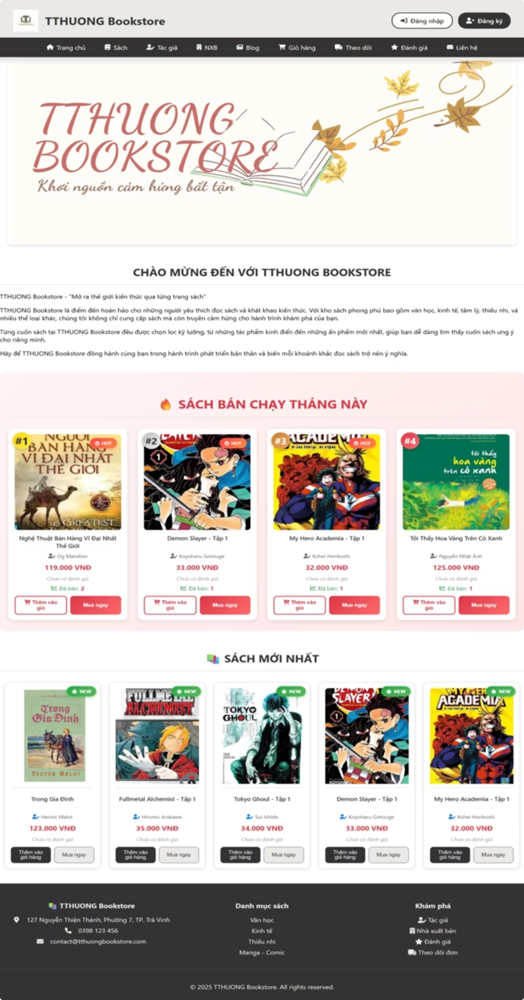 TTHUONG Bookstore
Đăng nhập
Đăng ký
Trang chủ
Sách
Tác giả
NXB
Blog
Giỏ hàng
Theo dõi
Đánh giá
Liên hệ
TTHUONG
BOOKSTORE
Khơi nguồn cảm hứng bất tận
CHÀO MỪNG ĐẾN VỚI TTHUONG BOOKSTORE
TTHUONG Bookstore - "Mở ra thế giới kiến thức qua từng trang sách"
TTHUONG Bookstore là điểm đến hoàn hảo cho những người yêu thích đọc sách và khát khao kiến thức. Với kho sách phong phú bao gồm văn học, kinh tế, tâm lý, thiếu nhi, và
nhiều thể loại khác, chúng tôi không chỉ cung cấp sách mà còn truyền cảm hứng cho hành trình khám phá của bạn.
Từng cuốn sách tại TTHUONG Bookstore đều được chọn lọc kỹ lưỡng, từ những tác phẩm kinh điển đến những ấn phẩm mới nhất, giúp bạn dễ dàng tìm thấy cuốn sách ưng ý
cho riêng mình.
Hãy để TTHUONG Bookstore đồng hành cùng bạn trong hành trình phát triển bản thân và biến mỗi khoảnh khắc đọc sách trở nên ý nghĩa.
SÁCH BÁN CHẠY THÁNG NÀY
#1
HOT
NGƯỜI
BÁN HÀNG
VĨ ĐẠI NHẤT
THẾ GIỚI
THE GREATEST
Nghệ Thuật Bán Hàng Vĩ Đại Nhất
Thế Giới
Og Mandino
119.000 VNĐ
Chưa có đánh giá
Đã bán: 2
Thêm vào
giỏ
Mua ngay
#2
HOT
SLAYER
KIMETSU NO YAIBA
1
Demon Slayer - Tập 1
Koyoharu Gotouge
33.000 VNĐ
Chưa có đánh giá
Đã bán: 1
Thêm vào
giỏ
Mua ngay
#3
HOT
ACADEMIA
My Hero Academia - Tập 1
Kohei Horikoshi
32.000 VNĐ
Chưa có đánh giá
Đã bán: 1
Thêm vào
giỏ
Mua ngay
#4
tôi thấy
hoa vàng
trên cỏ xanh
Tôi Thấy Hoa Vàng Trên Cỏ Xanh
Nguyễn Nhật Ánh
125.000 VNĐ
Chưa có đánh giá
Đã bán: 1
Thêm vào
giỏ
Mua ngay
SÁCH MỚI NHẤT
NEW
Trong
Gia Đình
HECTOR MALOT
Trong Gia Đình
Hector Malot
123.000 VNĐ
Chưa có đánh giá
Thêm vào
giỏ hàng
Mua ngay
NEW
FULLMETAL
ALCHEMIST
Fullmetal Alchemist - Tập 1
Hiromu Arakawa
35.000 VNĐ
Chưa có đánh giá
Thêm vào
giỏ hàng
Mua ngay
NEW
TOKYO
GHOUL
SUI
ISHIDA
Tokyo Ghoul - Tập 1
Sui Ishida
34.000 VNĐ
Chưa có đánh giá
Thêm vào
giỏ hàng
Mua ngay
NEW
DEMON
SLAYER
1
Demon Slayer - Tập 1
Koyoharu Gotouge
33.000 VNĐ
Chưa có đánh giá
Thêm vào
giỏ hàng
Mua ngay
NEW
MY HERO
ACADEMIA
My Hero Academia - Tập 1
Kohei Horikoshi
32.000 VNĐ
Chưa có đánh giá
Thêm vào
giỏ hàng
Mua ngay
TTHUONG Bookstore
127 Nguyễn Thiện Thành, Phường 7, TP. Trà Vinh
0398 123 456
contact@tthuongbookstore.com
Danh mục sách
Văn học
Kinh tế
Thiếu nhi
Manga - Comic
Khám phá
Tác giả
Nhà xuất bản
Đánh giá
Theo dõi đơn
© 2025 TTHUONG Bookstore. All rights reserved.